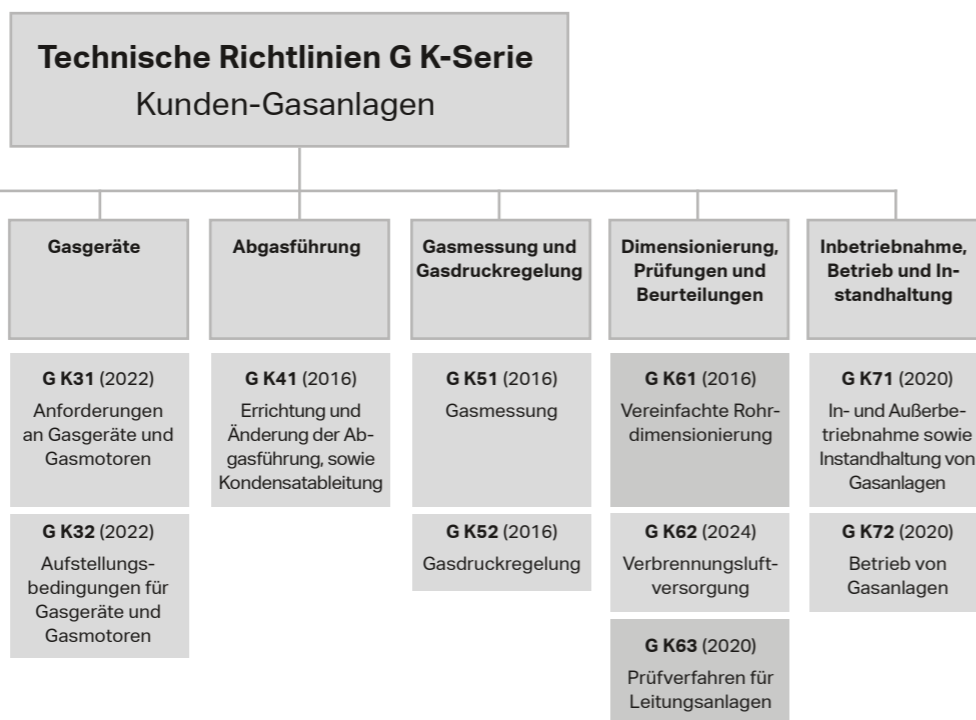 Technische Richtlinien G K-Serie
Kunden-Gasanlagen
Gasgeräte
G K31 (2022)
Anforderungen
an Gasgeräte und
Gasmotoren
G K32 (2022)
Aufstellungs-
bedingungen für
Gasgeräte und
Gasmotoren
Abgasführung
G K41 (2016)
Errichtung und
Änderung der Ab-
gasführung, sowie
Kondensatableitung
Gasmessung und
Gasdruckregelung
G K51 (2016)
Gasmessung
G K52 (2016)
Gasdruckregelung
Dimensionierung,
Prüfungen und
Beurteilungen
G K61 (2016)
Vereinfachte Rohr-
dimensionierung
G K62 (2024)
Verbrennungsluft-
versorgung
G K63 (2020)
Prüfverfahren für
Leitungsanlagen
Inbetriebnahme,
Betrieb und In-
standhaltung
G K71 (2020)
In- und Außerbe-
triebnahme sowie
Instandhaltung von
Gasanlagen
G K72 (2020)
Betrieb von
Gasanlagen